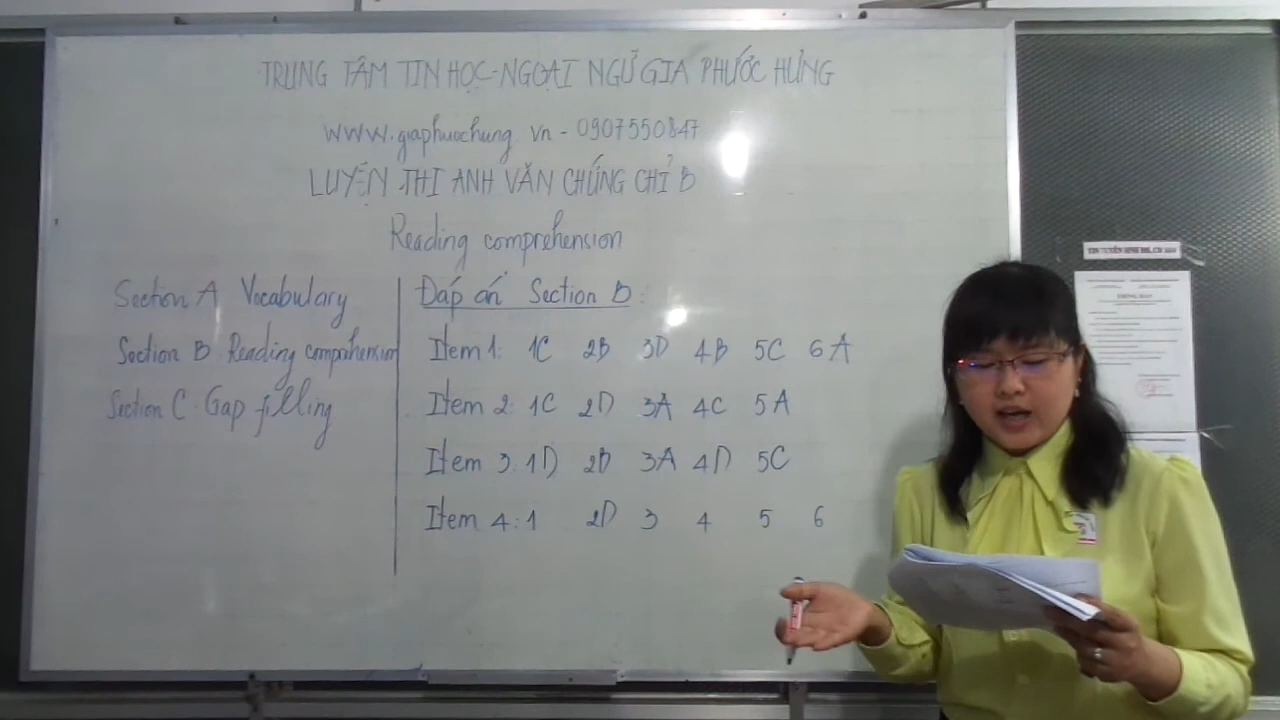 TRUNG TÂM TIN HỌC-NGOẠI NGỮ GIA PHƯỚC HƯNG
WWW.giaphuochung.vn - 0907550847
LUYỆN THI ANH VĂN CHỨNG CHỈ B
Reading comprehension
Section A Vocabulary
Section B Reading comprehension
Section C: Gap filling
Đáp án Section B:
Item 1: 1C 2B 3D 4B 5C 6A
Item 2: 1C 2D 3A 4C 5A
Item 3: 1D 2B 3A 4D 5C
Item 4: 1 2D 3 4 5 6
THÔNG BÁO